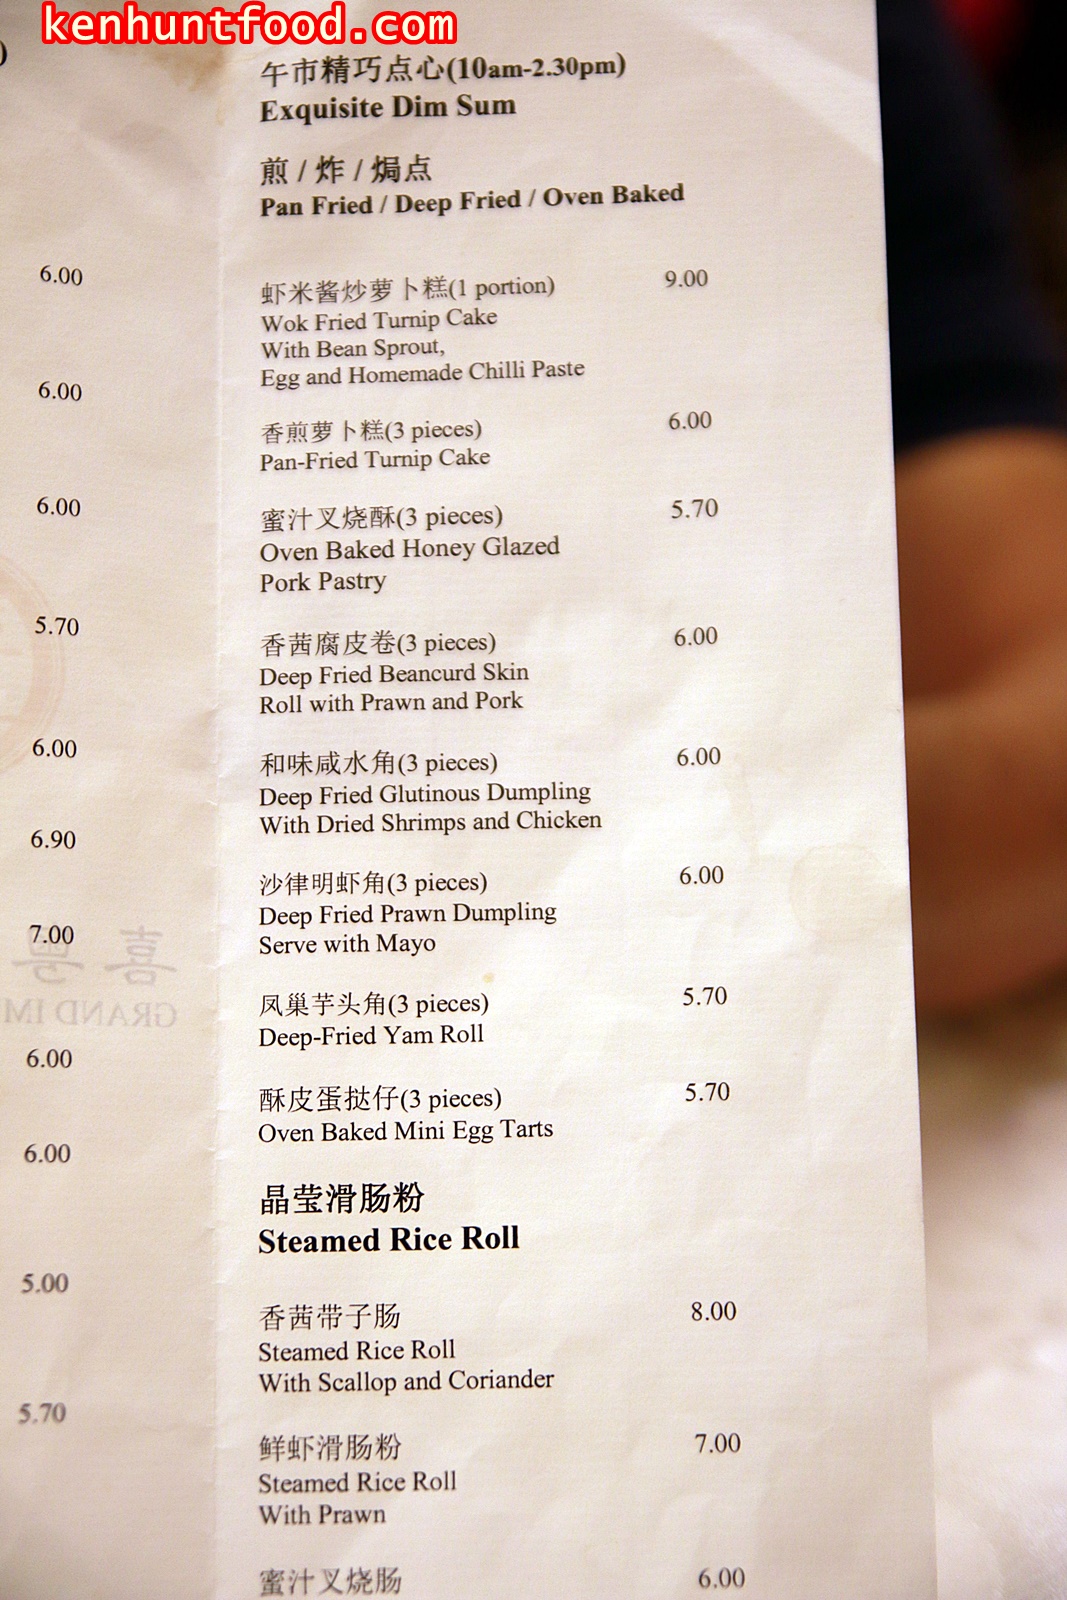 kenhuntfood.com
)
午市精巧点心(10am-2.30pm)
Exquisite Dim Sum
煎 / 炸 / 焗点
Pan Fried / Deep Fried / Oven Baked
6.00
虾米酱炒萝卜糕(1 portion) 9.00
Wok Fried Turnip Cake
With Bean Sprout,
Egg and Homemade Chilli Paste
6.00
香煎萝卜糕(3 pieces) 6.00
Pan-Fried Turnip Cake
6.00
蜜汁叉烧酥(3 pieces) 5.70
Oven Baked Honey Glazed
Pork Pastry
5.70
香茜腐皮卷(3 pieces) 6.00
Deep Fried Beancurd Skin
Roll with Prawn and Pork
6.00
和味咸水角(3 pieces) 6.00
Deep Fried Glutinous Dumpling
With Dried Shrimps and Chicken
6.90
沙律明虾角(3 pieces) 6.00
Deep Fried Prawn Dumpling
Serve with Mayo
7.00
喜粤
GRAND IM
凤巢芋头角(3 pieces) 5.70
Deep-Fried Yam Roll
6.00
酥皮蛋挞仔(3 pieces) 5.70
Oven Baked Mini Egg Tarts
6.00
晶莹滑肠粉
Steamed Rice Roll
5.00
香茜带子肠 8.00
Steamed Rice Roll
With Scallop and Coriander
5.70
鲜虾滑肠粉 7.00
Steamed Rice Roll
With Prawn
蜜汁叉烧肠 6.00